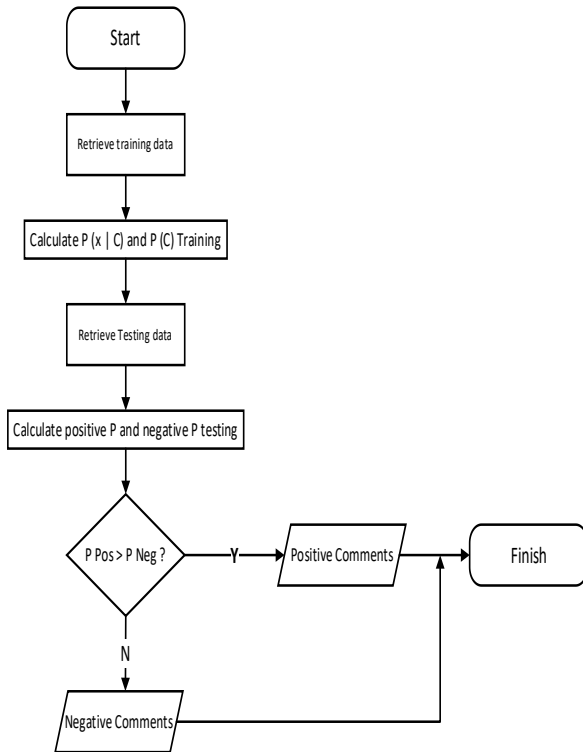 Start
Retrieve training data
Calculate P (x | C) and P (C) Training
Retrieve Testing data
Calculate positive P and negative P testing
P Pos > P Neg ?
Y
Positive Comments
Finish
N
Negative Comments